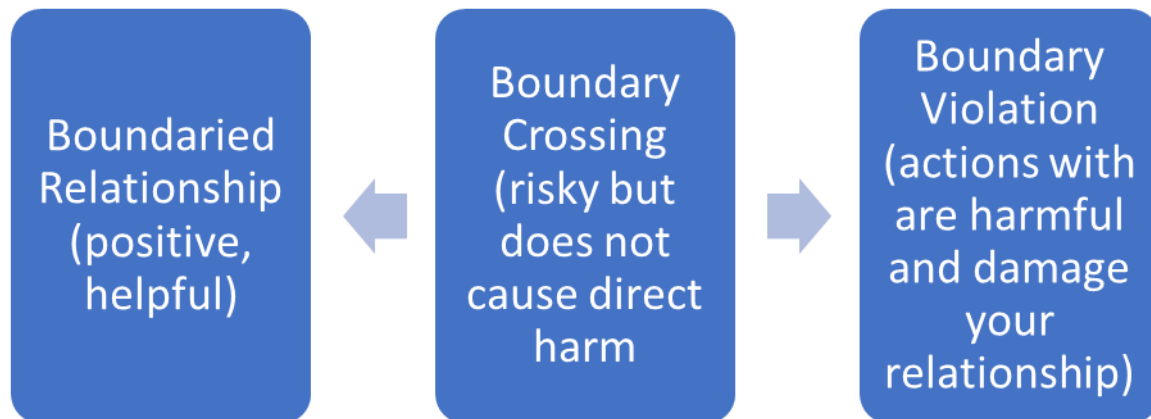 Boundaried
Relationship
(positive,
helpful)
Boundary
Crossing
(risky but
does not
cause direct
harm
Boundary
Violation
(actions with
are harmful
and damage
your
relationship)